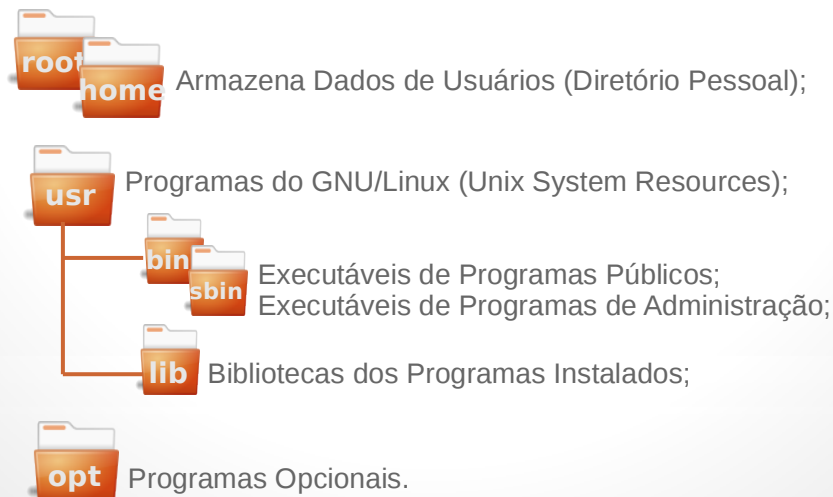 root
home
Armazena Dados de Usuários (Diretório Pessoal);
usr
Programas do GNU/Linux (Unix System Resources);
bin
sbin
Executáveis de Programas Públicos;
Executáveis de Programas de Administração;
lib
Bibliotecas dos Programas Instalados;
opt
Programas Opcionais.